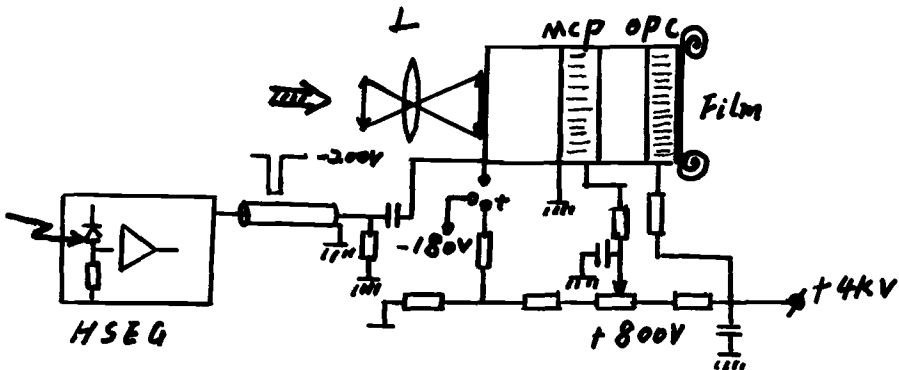 L
MCP OPC
Film
-200V
+
-180V
+4KV
+800V
HSEG